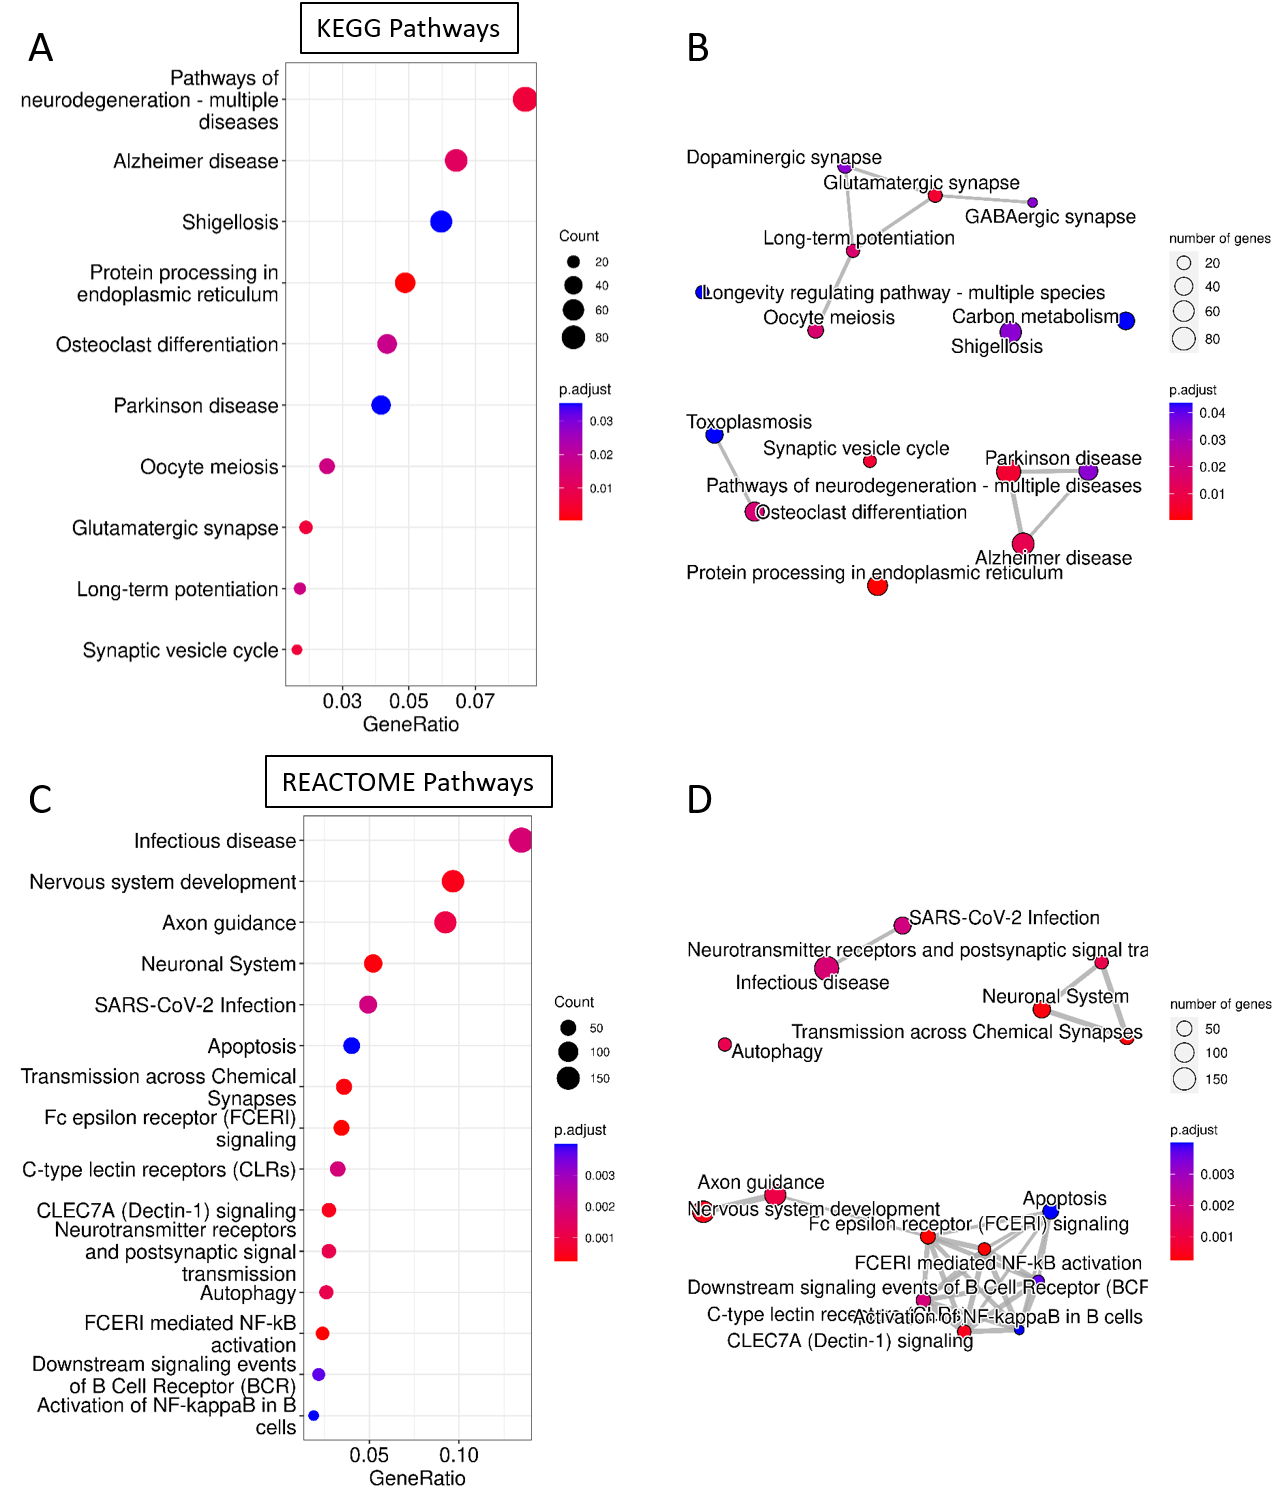 KEGG Pathways
A
Pathways of
neurodegeneration - multiple
diseases
Alzheimer disease
Shigellosis
Protein processing in
endoplasmic reticulum
Osteoclast differentiation
Parkinson disease
Oocyte meiosis
Glutamatergic synapse
Long-term potentiation
Synaptic vesicle cycle
0.03 0.05 0.07
GeneRatio
Count
20
40
60
80
p.adjust
0.03
0.02
0.01
B
Dopaminergic synapse
Glutamatergic synapse
GABAergic synapse
Long-term potentiation
Longevity regulating pathway - multiple species
Oocyte meiosis
Carbon metabolism
Shigellosis
Toxoplasmosis
Synaptic vesicle cycle
Parkinson disease
Pathways of neurodegeneration - multiple diseases
Osteoclast differentiation
Alzheimer disease
Protein processing in endoplasmic reticulum
number of genes
20
40
60
80
p.adjust
0.04
0.03
0.02
0.01
REACTOME Pathways
C
Infectious disease
Nervous system development
Axon guidance
Neuronal System
SARS-CoV-2 Infection
Apoptosis
Transmission across Chemical
Synapses
Fc epsilon receptor (FCERI)
signaling
C-type lectin receptors (CLRs)
CLEC7A (Dectin-1) signaling
Neurotransmitter receptors
and postsynaptic signal
transmission
Autophagy
FCERI mediated NF-kB
activation
Downstream signaling events
of B Cell Receptor (BCR)
Activation of NF-kappaB in B
cells
0.05 0.10
GeneRatio
Count
50
100
150
p.adjust
0.003
0.002
0.001
D
SARS-CoV-2 Infection
Neurotransmitter receptors and postsynaptic signal tra
Infectious disease
Neuronal System
Transmission across Chemical Synapses
Autophagy
Axon guidance
Apoptosis
Nervous system development
Fc epsilon receptor (FCERI) signaling
FCERI mediated NF-kB activation
Downstream signaling events of B Cell Receptor (BCR
C-type lectin
Activation of NF-kappaB in B cells
CLEC7A (Dectin-1) signaling
number of genes
50
100
150
p.adjust
0.003
0.002
0.001